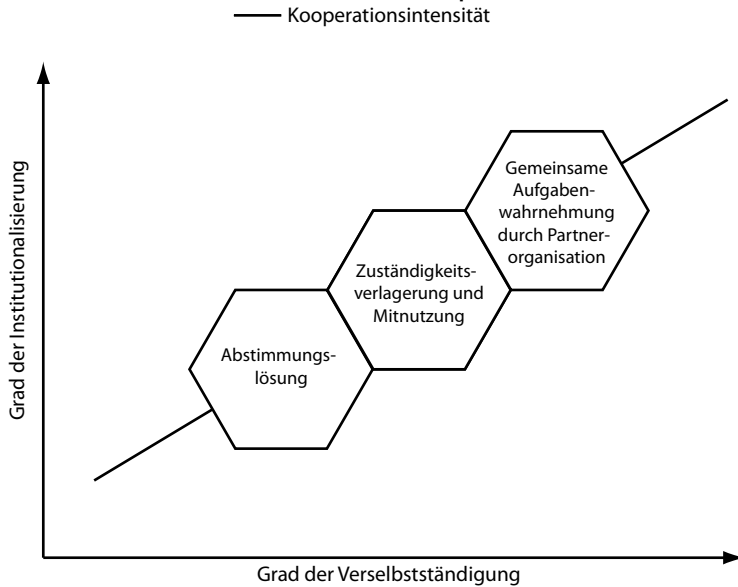 Kooperationsintensität
Grad der Institutionalisierung
Gemeinsame
Aufgaben-
wahrnehmung
durch Partner-
organisation
Zuständigkeits-
verlagerung und
Mitnutzung
Abstimmungs-
lösung
Grad der Verselbstständigung